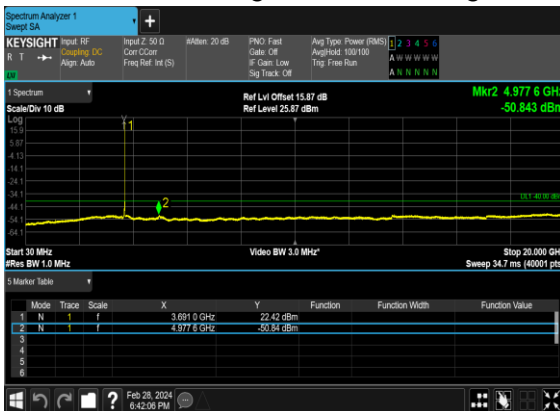 Spectrum Analyzer 1
Swept SA
KEYSIGHT Input: RF Input Z: 50 Ω #Atten: 20 dB PNO: Fast Avg Type: Power (RMS) 1 2 3 4 5 6
R T Coupling: DC Corr CCorr Gate: Off Avg|Hold: 100/100 A W W W W W
Align: Auto Freq Ref: Int (S) IF Gain: Low Trig: Free Run
Sig Track: Off A N N N N N
LV
1 Spectrum Ref Lvl Offset 15.87 dB Mkr2 4.977 6 GHz
Scale/Div 10 dB Ref Level 25.87 dBm -50.843 dBm
Log
15.9 1
5.87
-4.13
-14.1
-24.1
-34.1 DL1 -40.00 dBm
-44.1 2
-54.1
-64.1
Start 30 MHz Video BW 3.0 MHz* Stop 20.000 GHz
#Res BW 1.0 MHz Sweep 34.7 ms (40001 pts)
5 Marker Table
Mode Trace Scale X Y Function Function Width Function Value
1 N 1 f 3.691 0 GHz 22.42 dBm
2 N 1 f 4.977 6 GHz -50.84 dBm
3
4
5
6
? Feb 28, 2024
6:42:06 PM